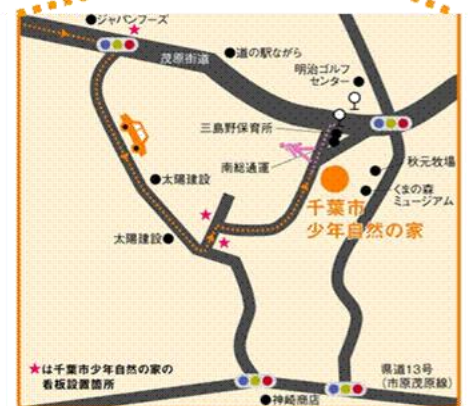 ●ジャパンフーズ
茂原街道
●道の駅ながら
明治ゴルフ
センター●
三島野保育所
南総通運
秋元牧場
くまの森
ミュージアム
千葉市
少年自然の家
●太陽建設
太陽建設●
★は千葉市少年自然の家の
看板設置箇所
県道13号
(市原茂原線)
●神崎商店